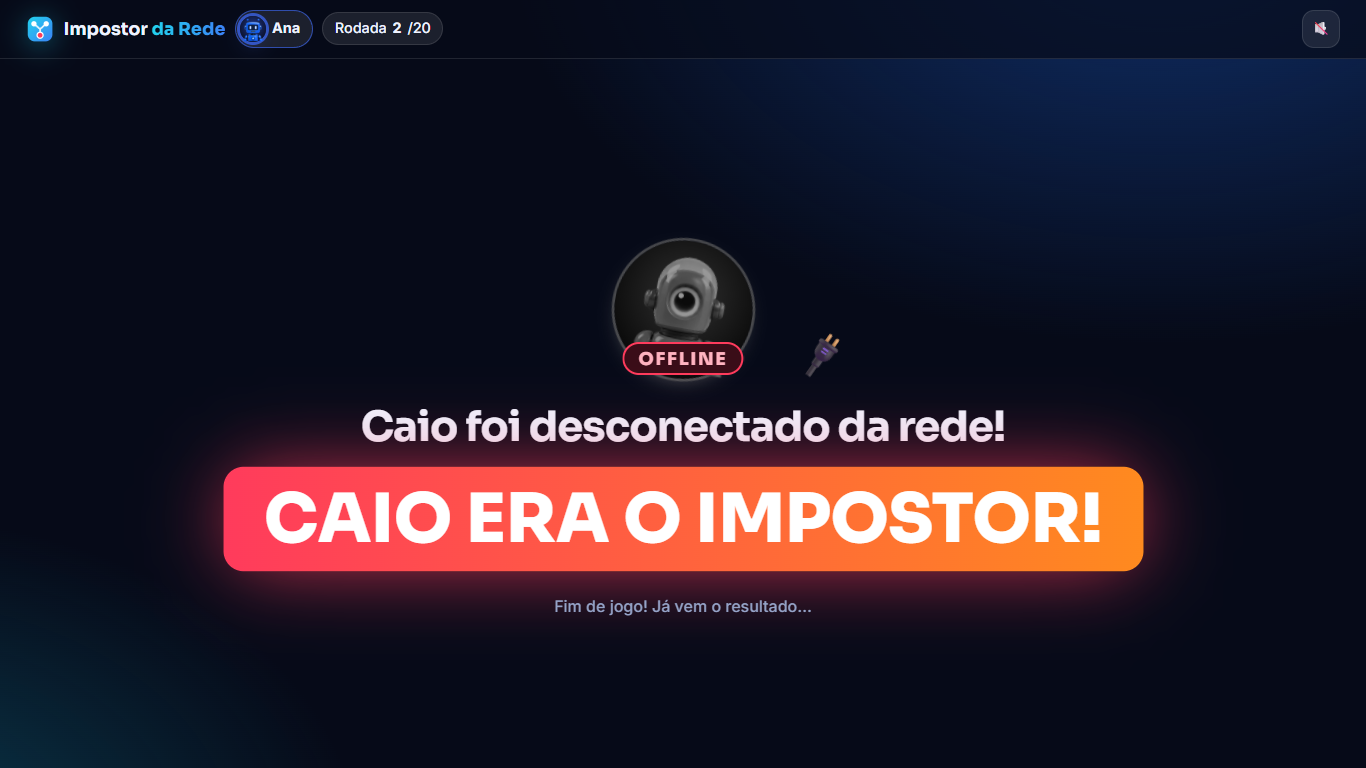 Impostor da Rede Ana Rodada 2 /20
OFFLINE
Caio foi desconectado da rede!
CAIO ERA O IMPOSTOR!
Fim de jogo! Já vem o resultado...